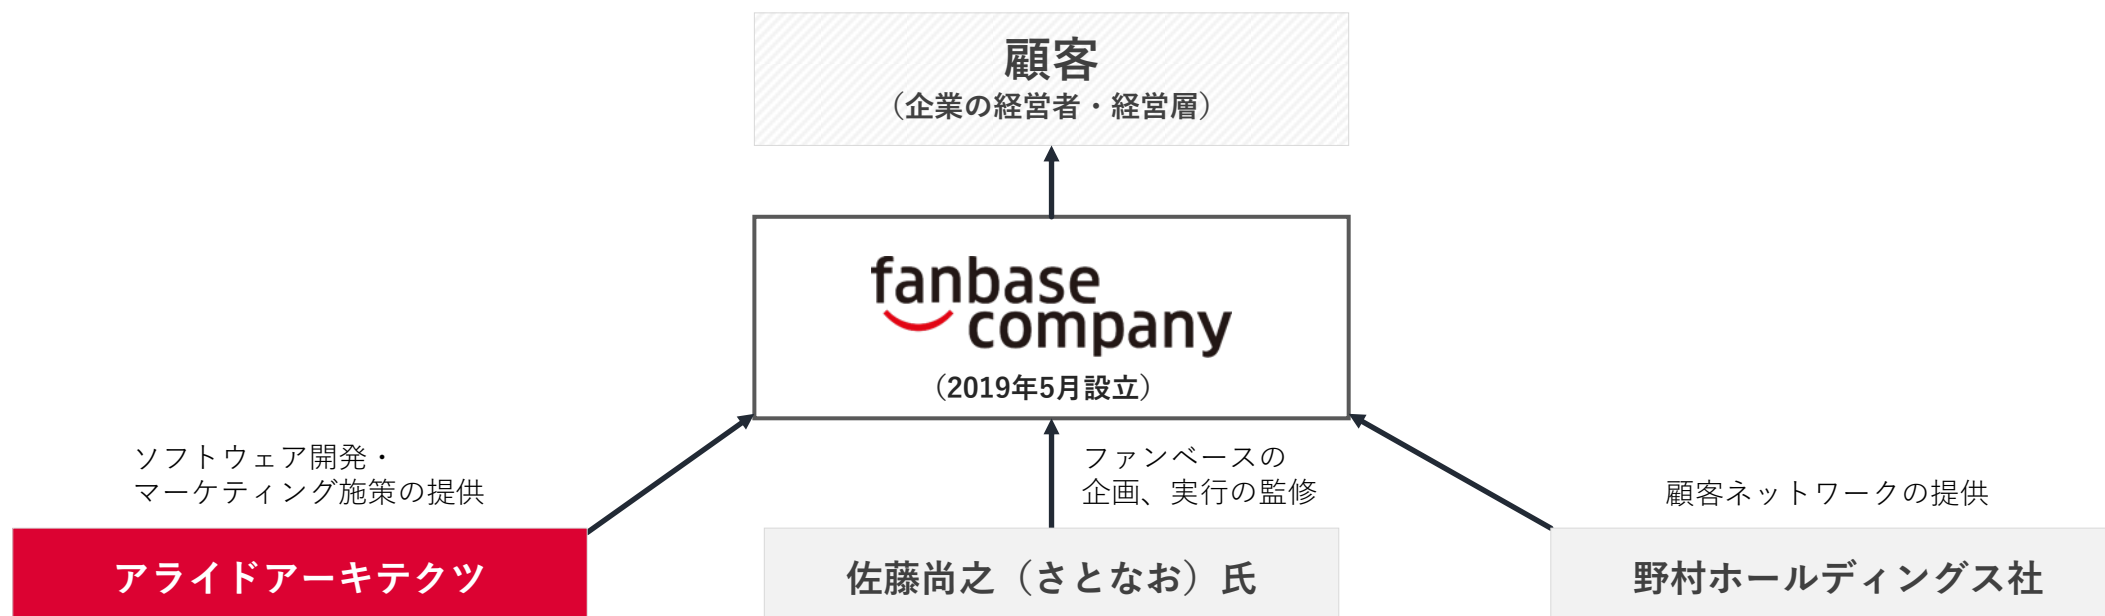 顧客
（企業の経営者・経営層）
fanbase
company
（2019年5月設立）
ソフトウェア開発・
マーケティング施策の提供
ファンベースの
企画、実行の監修
顧客ネットワークの提供
アライドアーキテクツ
佐藤尚之（さとなお）氏
野村ホールディングス社